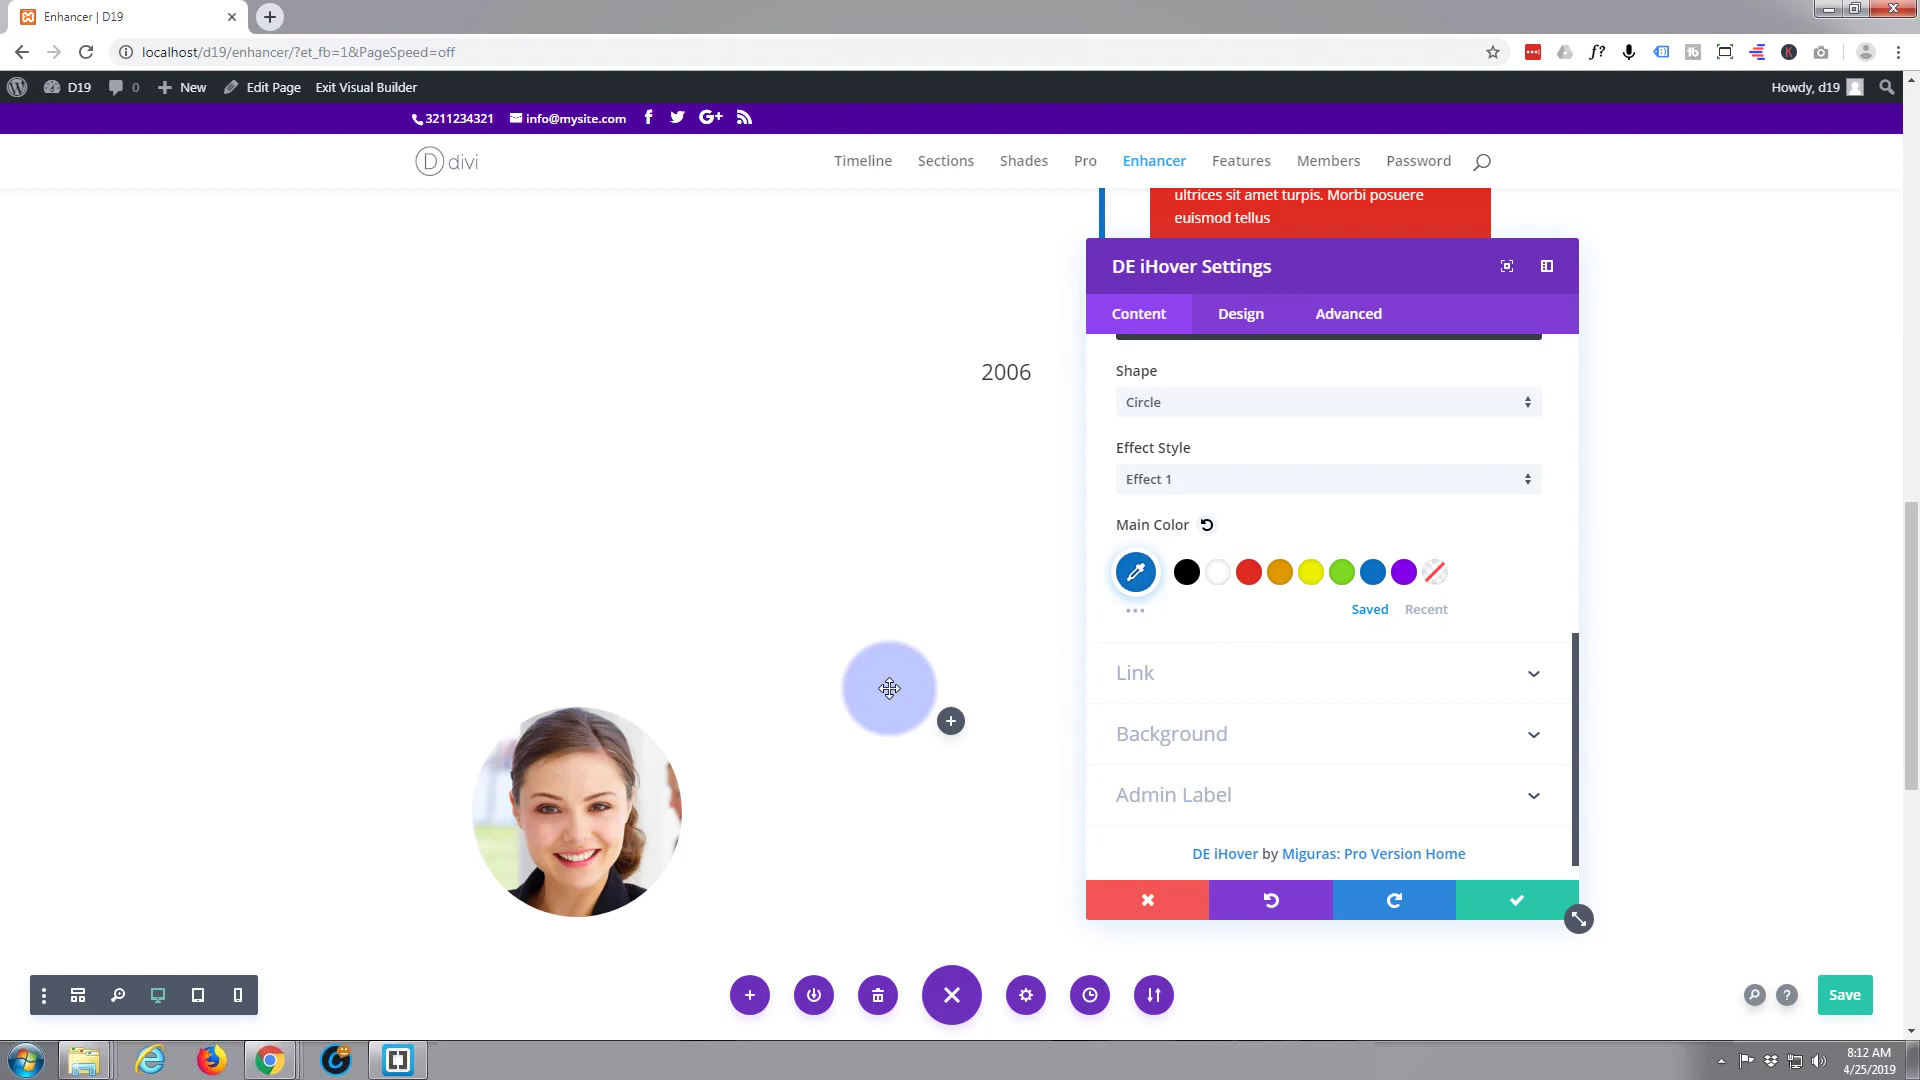 Enhancer | D19
localhost/d19/enhancer/?et_fb=1&PageSpeed=off
D19 0 New Edit Page Exit Visual Builder Howdy, d19
3211234321 info@mysite.com
divi Timeline Sections Shades Pro Enhancer Features Members Password
ultrices sit amet turpis. Morbi posuere
euismod tellus
2006
DE iHover Settings
Content Design Advanced
Shape
Circle
Effect Style
Effect 1
Main Color
Saved Recent
Link
Background
Admin Label
DE iHover by Miguras: Pro Version Home
Save
8:12 AM
4/25/2019